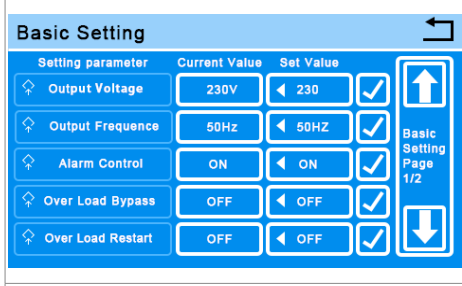 Basic Setting
Setting parameter Current Value Set Value
Output Voltage 230V 230
Output Frequence 50Hz 50HZ
Alarm Control ON ON
Over Load Bypass OFF OFF
Over Load Restart OFF OFF
Basic
Setting
Page
1/2